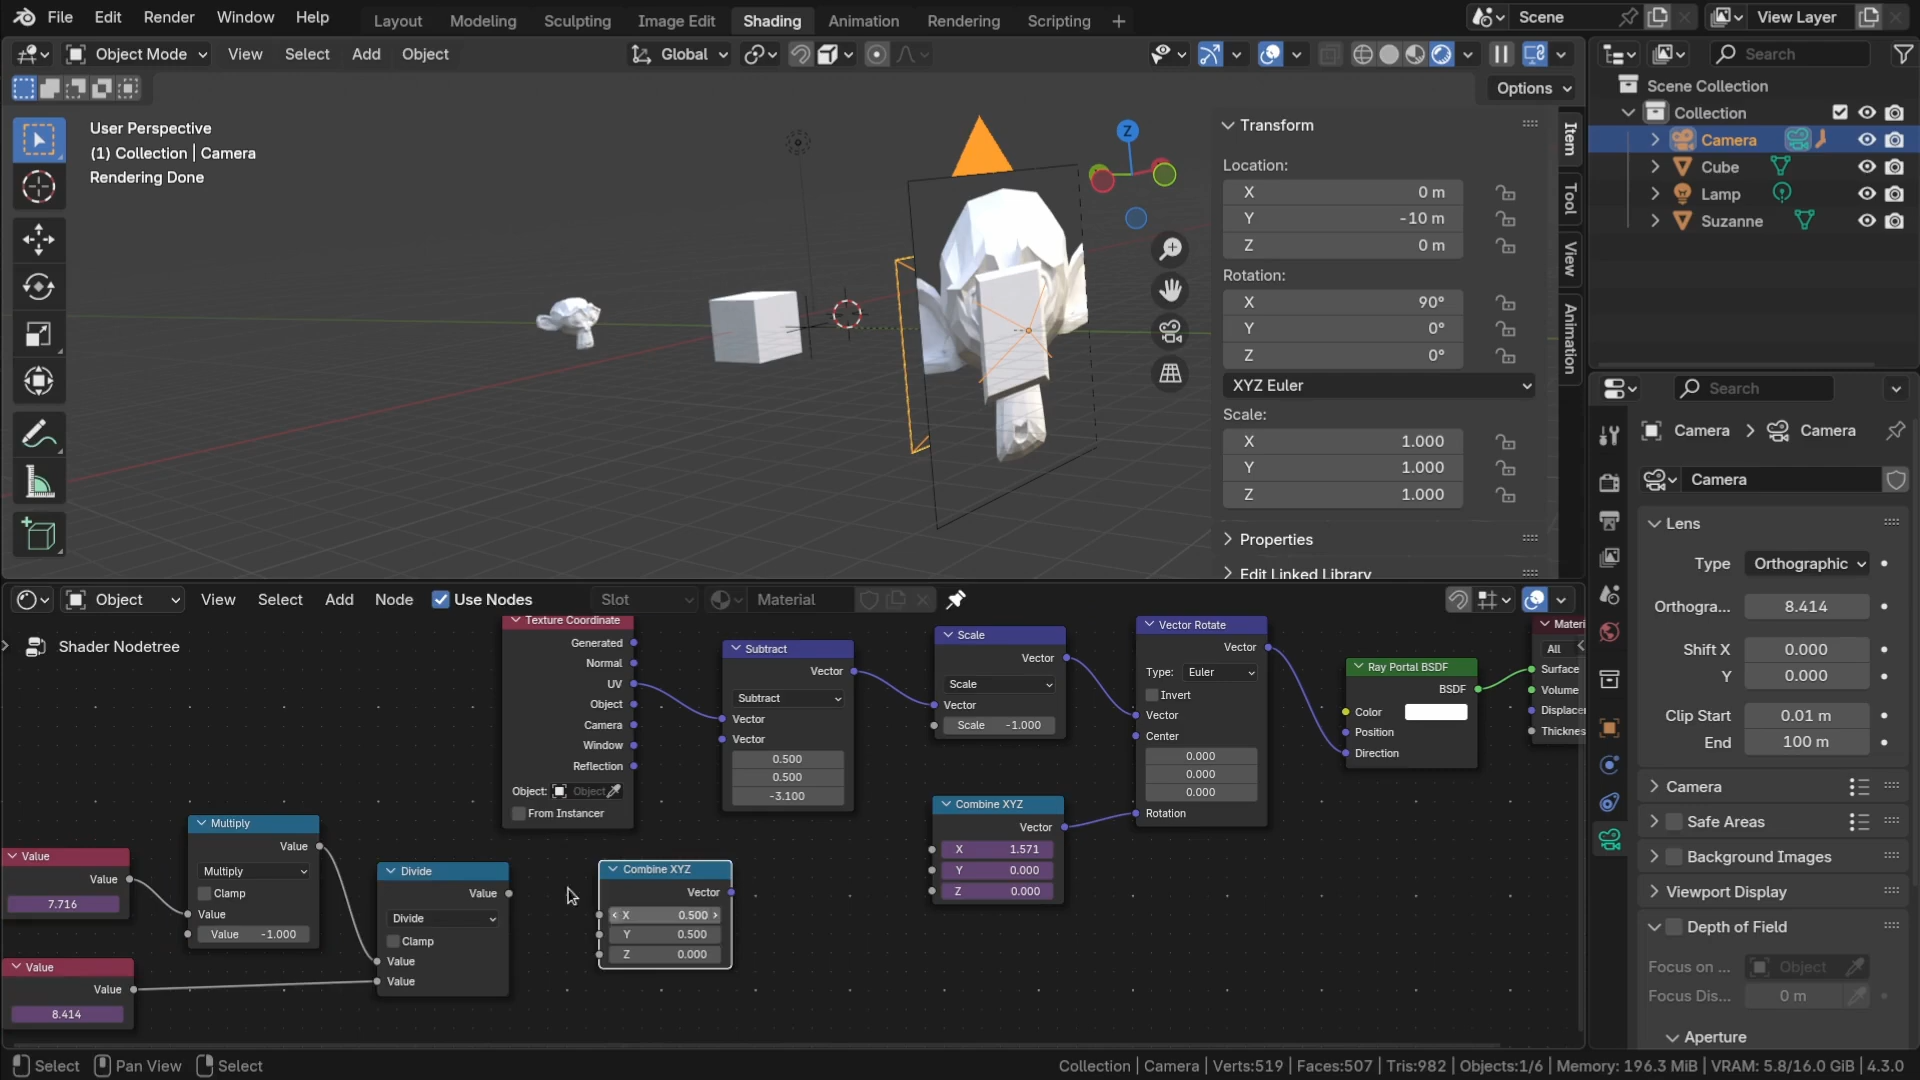 File Edit Render Window Help Layout Modeling Sculpting Image Edit Shading Animation Rendering Scripting + Scene View Layer
Object Mode View Select Add Object Global Search
Options
User Perspective
(1) Collection | Camera
Rendering Done
Z
Transform
Location:
X 0 m
Y -10 m
Z 0 m
Rotation:
X 90°
Y 0°
Z 0°
XYZ Euler
Scale:
X 1.000
Y 1.000
Z 1.000
Properties
Edit Linked Library
Item
Tool
View
Animation
Scene Collection
Collection
Camera
Cube
Lamp
Suzanne
Search
Camera > Camera
Camera
Lens
Type Orthographic
Orthogra... 8.414
Shift X 0.000
Y 0.000
Clip Start 0.01 m
End 100 m
Camera
Safe Areas
Background Images
Viewport Display
Depth of Field
Focus on ... Object
Focus Dis... 0 m
Aperture
Object View Select Add Node Use Nodes Slot Material
Shader Nodetree
Value
Value
7.716
Value
Value
8.414
Multiply
Value
Multiply
Clamp
Value
Value -1.000
Divide
Value
Divide
Clamp
Value
Value
Texture Coordinate
Generated
Normal
UV
Object
Camera
Window
Reflection
Object: Object
From Instancer
Combine XYZ
Vector
X 0.500
Y 0.500
Z 0.000
Subtract
Vector
Subtract
Vector
Vector
0.500
0.500
-3.100
Scale
Vector
Scale
Vector
Scale -1.000
Combine XYZ
Vector
X 1.571
Y 0.000
Z 0.000
Vector Rotate
Vector
Type: Euler
Invert
Vector
Center
0.000
0.000
0.000
Rotation
Ray Portal BSDF
BSDF
Color
Position
Direction
Materi
All
Surface
Volume
Displacer
Thicknes
Select Pan View Select Collection | Camera | Verts:519 | Faces:507 | Tris:982 | Objects:1/6 | Memory: 196.3 MiB | VRAM: 5.8/16.0 GiB | 4.3.0